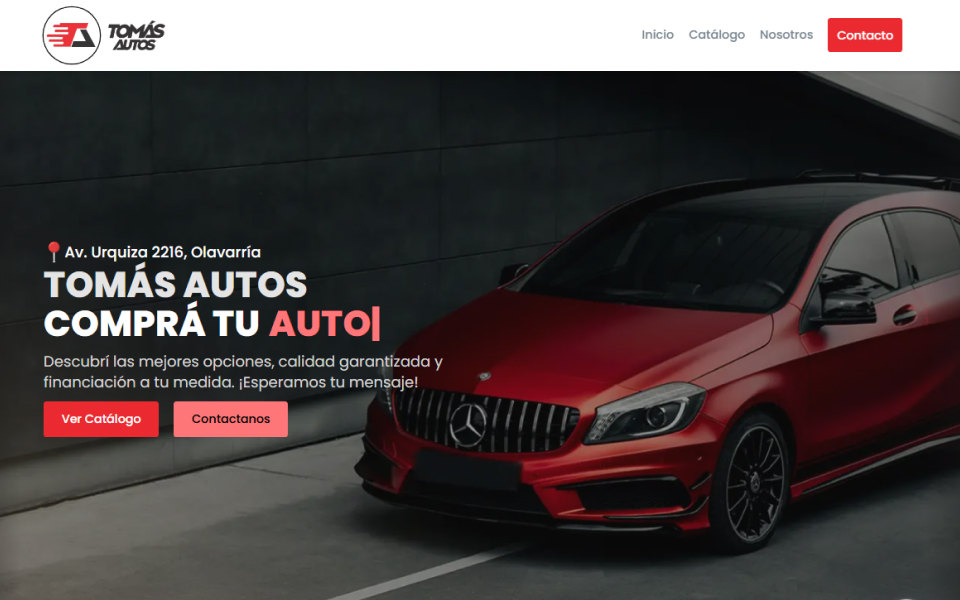 TOMÁS
AUTOS
Inicio
Catálogo
Nosotros
Contacto
Av. Urquiza 2216, Olavarría
TOMÁS AUTOS
COMPRÁ TU AUTO|
Descubrí las mejores opciones, calidad garantizada y
financiación a tu medida. ¡Esperamos tu mensaje!
Ver Catálogo
Contactanos